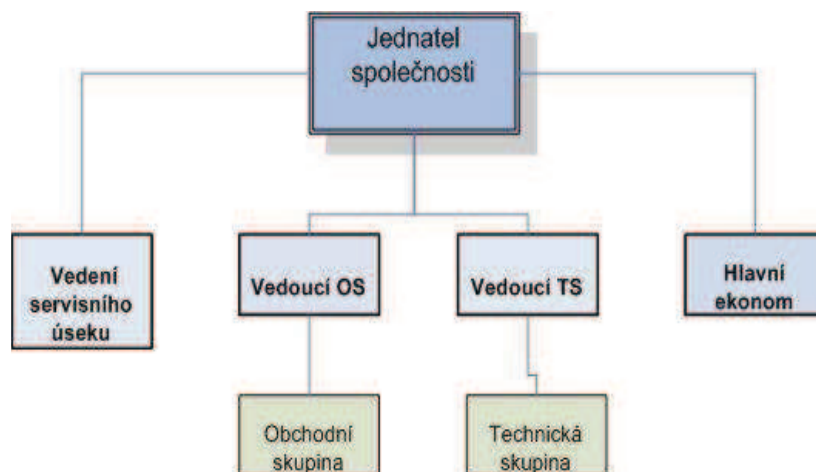 Jednatel
společnosti
Vedení
servisního
úseku
Vedoucí OS
Vedoucí TS
Hlavní
ekonom
Obchodní
skupina
Technická
skupina